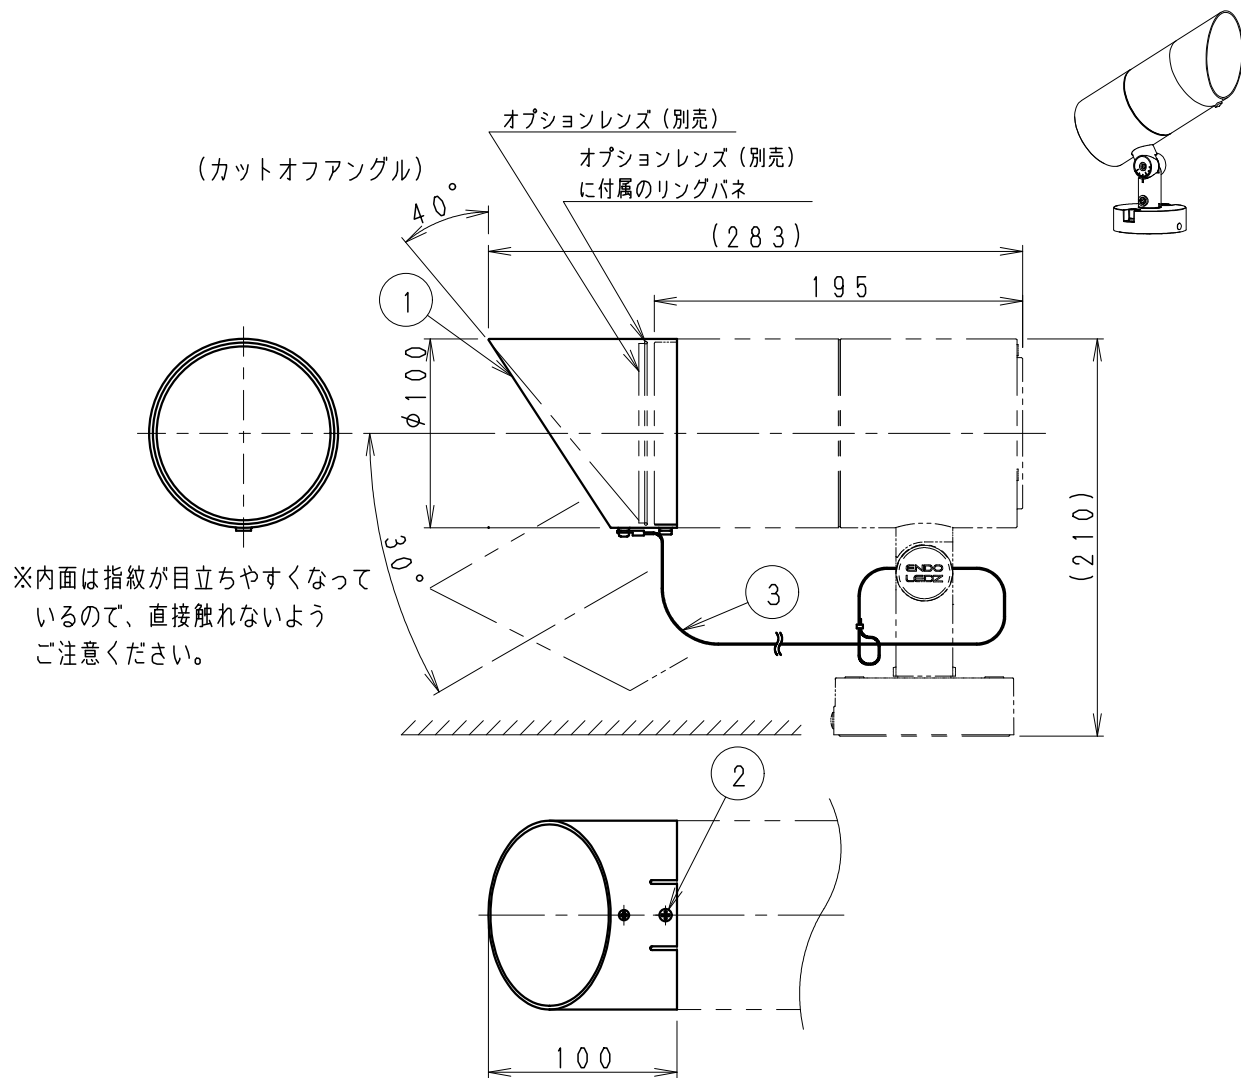 オプションレンズ（別売）
オプションレンズ（別売）
に付属のリングバネ
（カットオフアングル）
40°
(283)
195
1
φ100
30°
(210)
ENDO
LEDZ
3
※内面は指紋が目立ちやすくなって
いるので、直接触れないよう
ご注意ください。
2
100